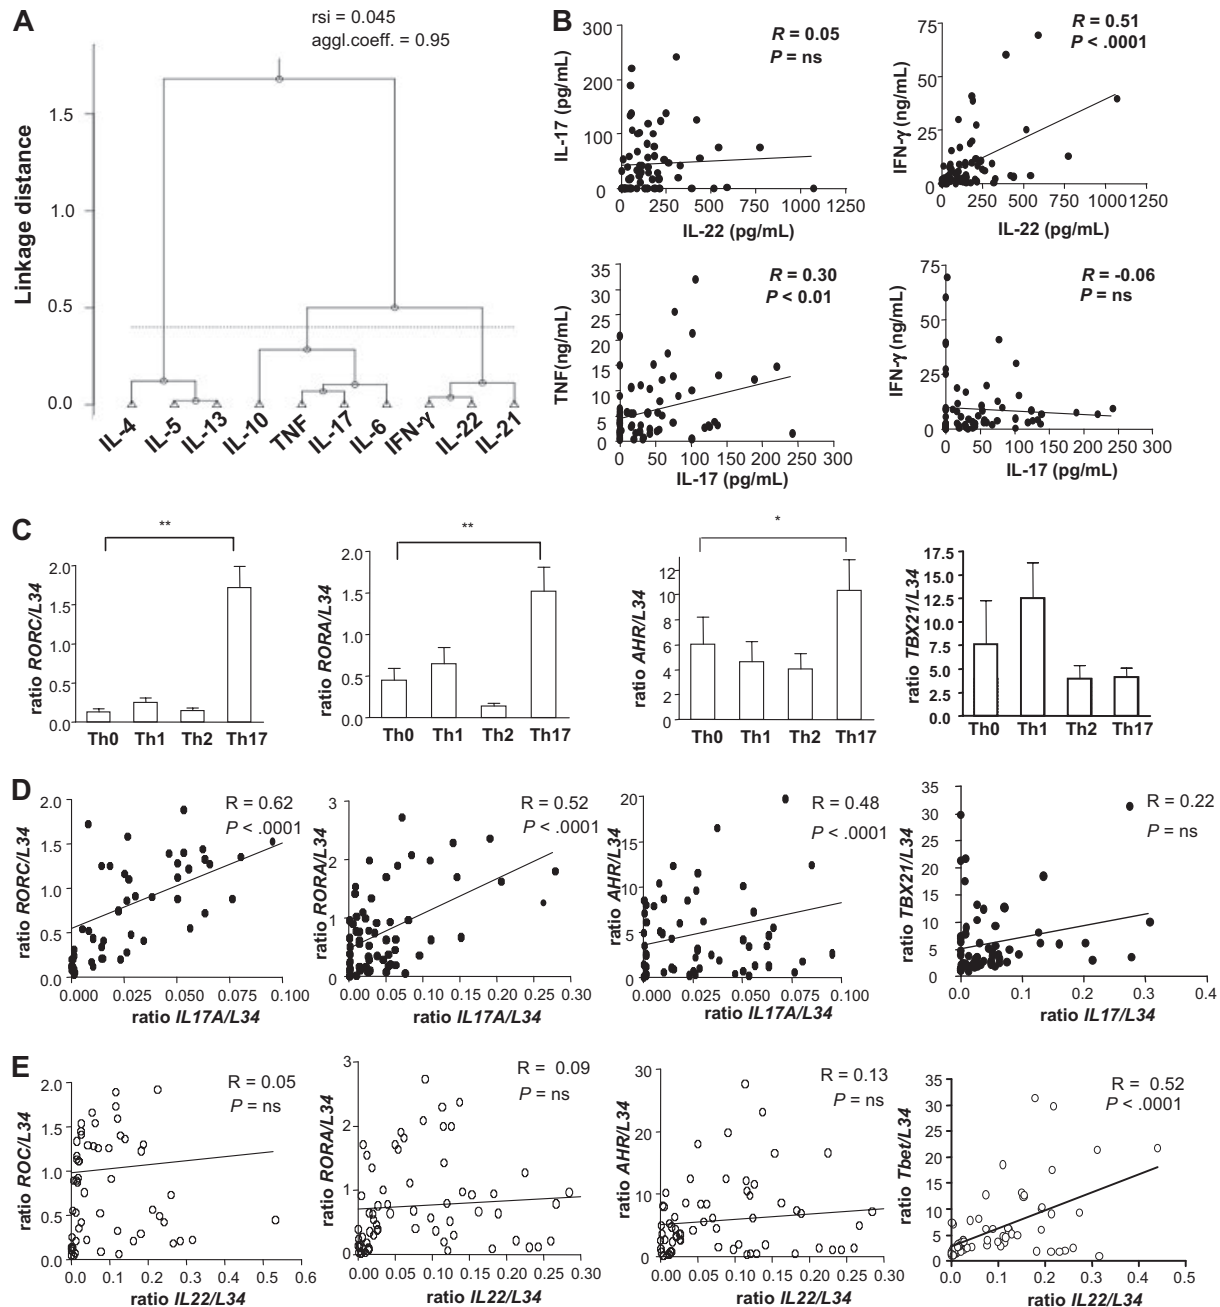 A
rsi = 0.045
aggl.coeff. = 0.95
Linkage distance
1.5
1.0
0.5
0.0
IL-4 IL-5 IL-13 IL-10 TNF IL-17 IL-6 IFN-γ IL-22 IL-21
B
R = 0.05
P = ns
IL-17 (pg/mL)
300
200
100
0
0 250 500 750 1000 1250
IL-22 (pg/mL)
R = 0.51
P < .0001
IFN-γ (ng/mL)
75
50
25
0
0 250 500 750 1000 1250
IL-22 (pg/mL)
R = 0.30
P < 0.01
TNF(ng/mL)
35
30
25
20
15
10
5
0
0 50 100 150 200 250 300
IL-17 (pg/mL)
R = -0.06
P = ns
IFN-γ (ng/mL)
75
50
25
0
0 50 100 150 200 250 300
IL-17 (pg/mL)
C
**
ratio RORC/L34
2.0
1.5
1.0
0.5
0.0
Th0 Th1 Th2 Th17
**
ratio RORA/L34
2.0
1.5
1.0
0.5
0.0
Th0 Th1 Th2 Th17
*
ratio AHR/L34
12
10
8
6
4
2
0
Th0 Th1 Th2 Th17
ratio TBX21/L34
17.5
15.0
12.5
10.0
7.5
5.0
2.5
0.0
Th0 Th1 Th2 Th17
D
R = 0.62
P < .0001
ratio RORC/L34
2.0
1.5
1.0
0.5
0.0
0.000 0.025 0.050 0.075 0.100
ratio IL17A/L34
R = 0.52
P < .0001
ratio RORA/L34
3
2
1
0
0.00 0.05 0.10 0.15 0.20 0.25 0.30
ratio IL17A/L34
R = 0.48
P < .0001
ratio AHR/L34
20
15
10
5
0
0.000 0.025 0.050 0.075 0.100
ratio IL17A/L34
R = 0.22
P = ns
ratio TBX21/L34
35
30
25
20
15
10
5
0
0.0 0.1 0.2 0.3 0.4
ratio IL17/L34
E
R = 0.05
P = ns
ratio ROC/L34
2.0
1.5
1.0
0.5
0.0
0.0 0.1 0.2 0.3 0.4 0.5 0.6
ratio IL22/L34
R = 0.09
P = ns
ratio RORA/L34
3
2
1
0
0.00 0.05 0.10 0.15 0.20 0.25 0.30
ratio IL22/L34
R = 0.13
P = ns
ratio AHR/L34
30
20
10
0
0.00 0.05 0.10 0.15 0.20 0.25 0.30
ratio IL22/L34
R = 0.52
P < .0001
ratio Tbet/L34
35
30
25
20
15
10
5
0
0.0 0.1 0.2 0.3 0.4 0.5
ratio IL22/L34